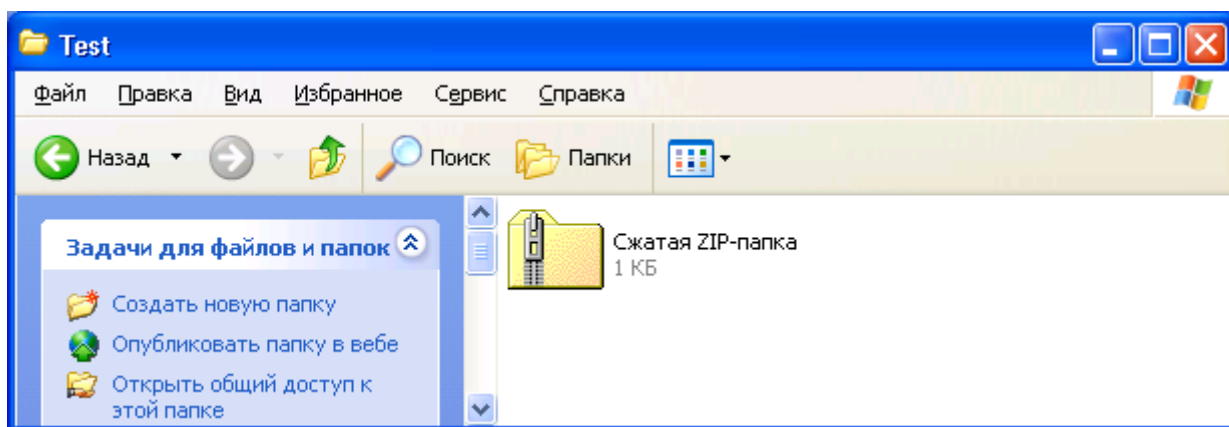 Test
Файл Правка Вид Избранное Сервис Справка
Назад Поиск Папки
Задачи для файлов и папок
Создать новую папку
Опубликовать папку в вебе
Открыть общий доступ к
этой папке
Сжатая ZIP-папка
1 КБ